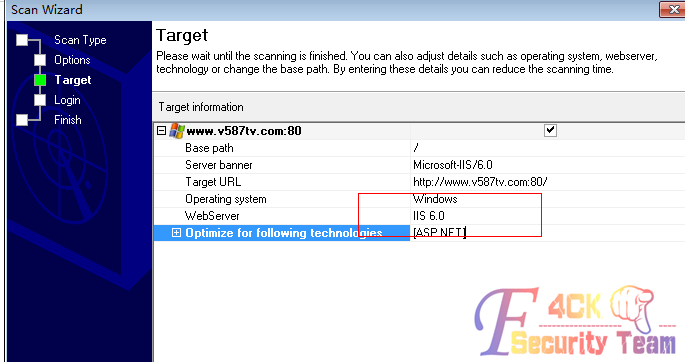 Scan Wizard
Scan Type
Options
Target
Login
Finish
Target
Please wait until the scanning is finished. You can also adjust details such as operating system, webserver,
technology or change the base path. By entering these details you can reduce the scanning time.
Target information
www.v587tv.com:80
Base path /
Server banner Microsoft-IIS/6.0
Target URL http://www.v587tv.com:80/
Operating system Windows
WebServer IIS 6.0
Optimize for following technologies [ASP.NET]
F4CK
Security Team